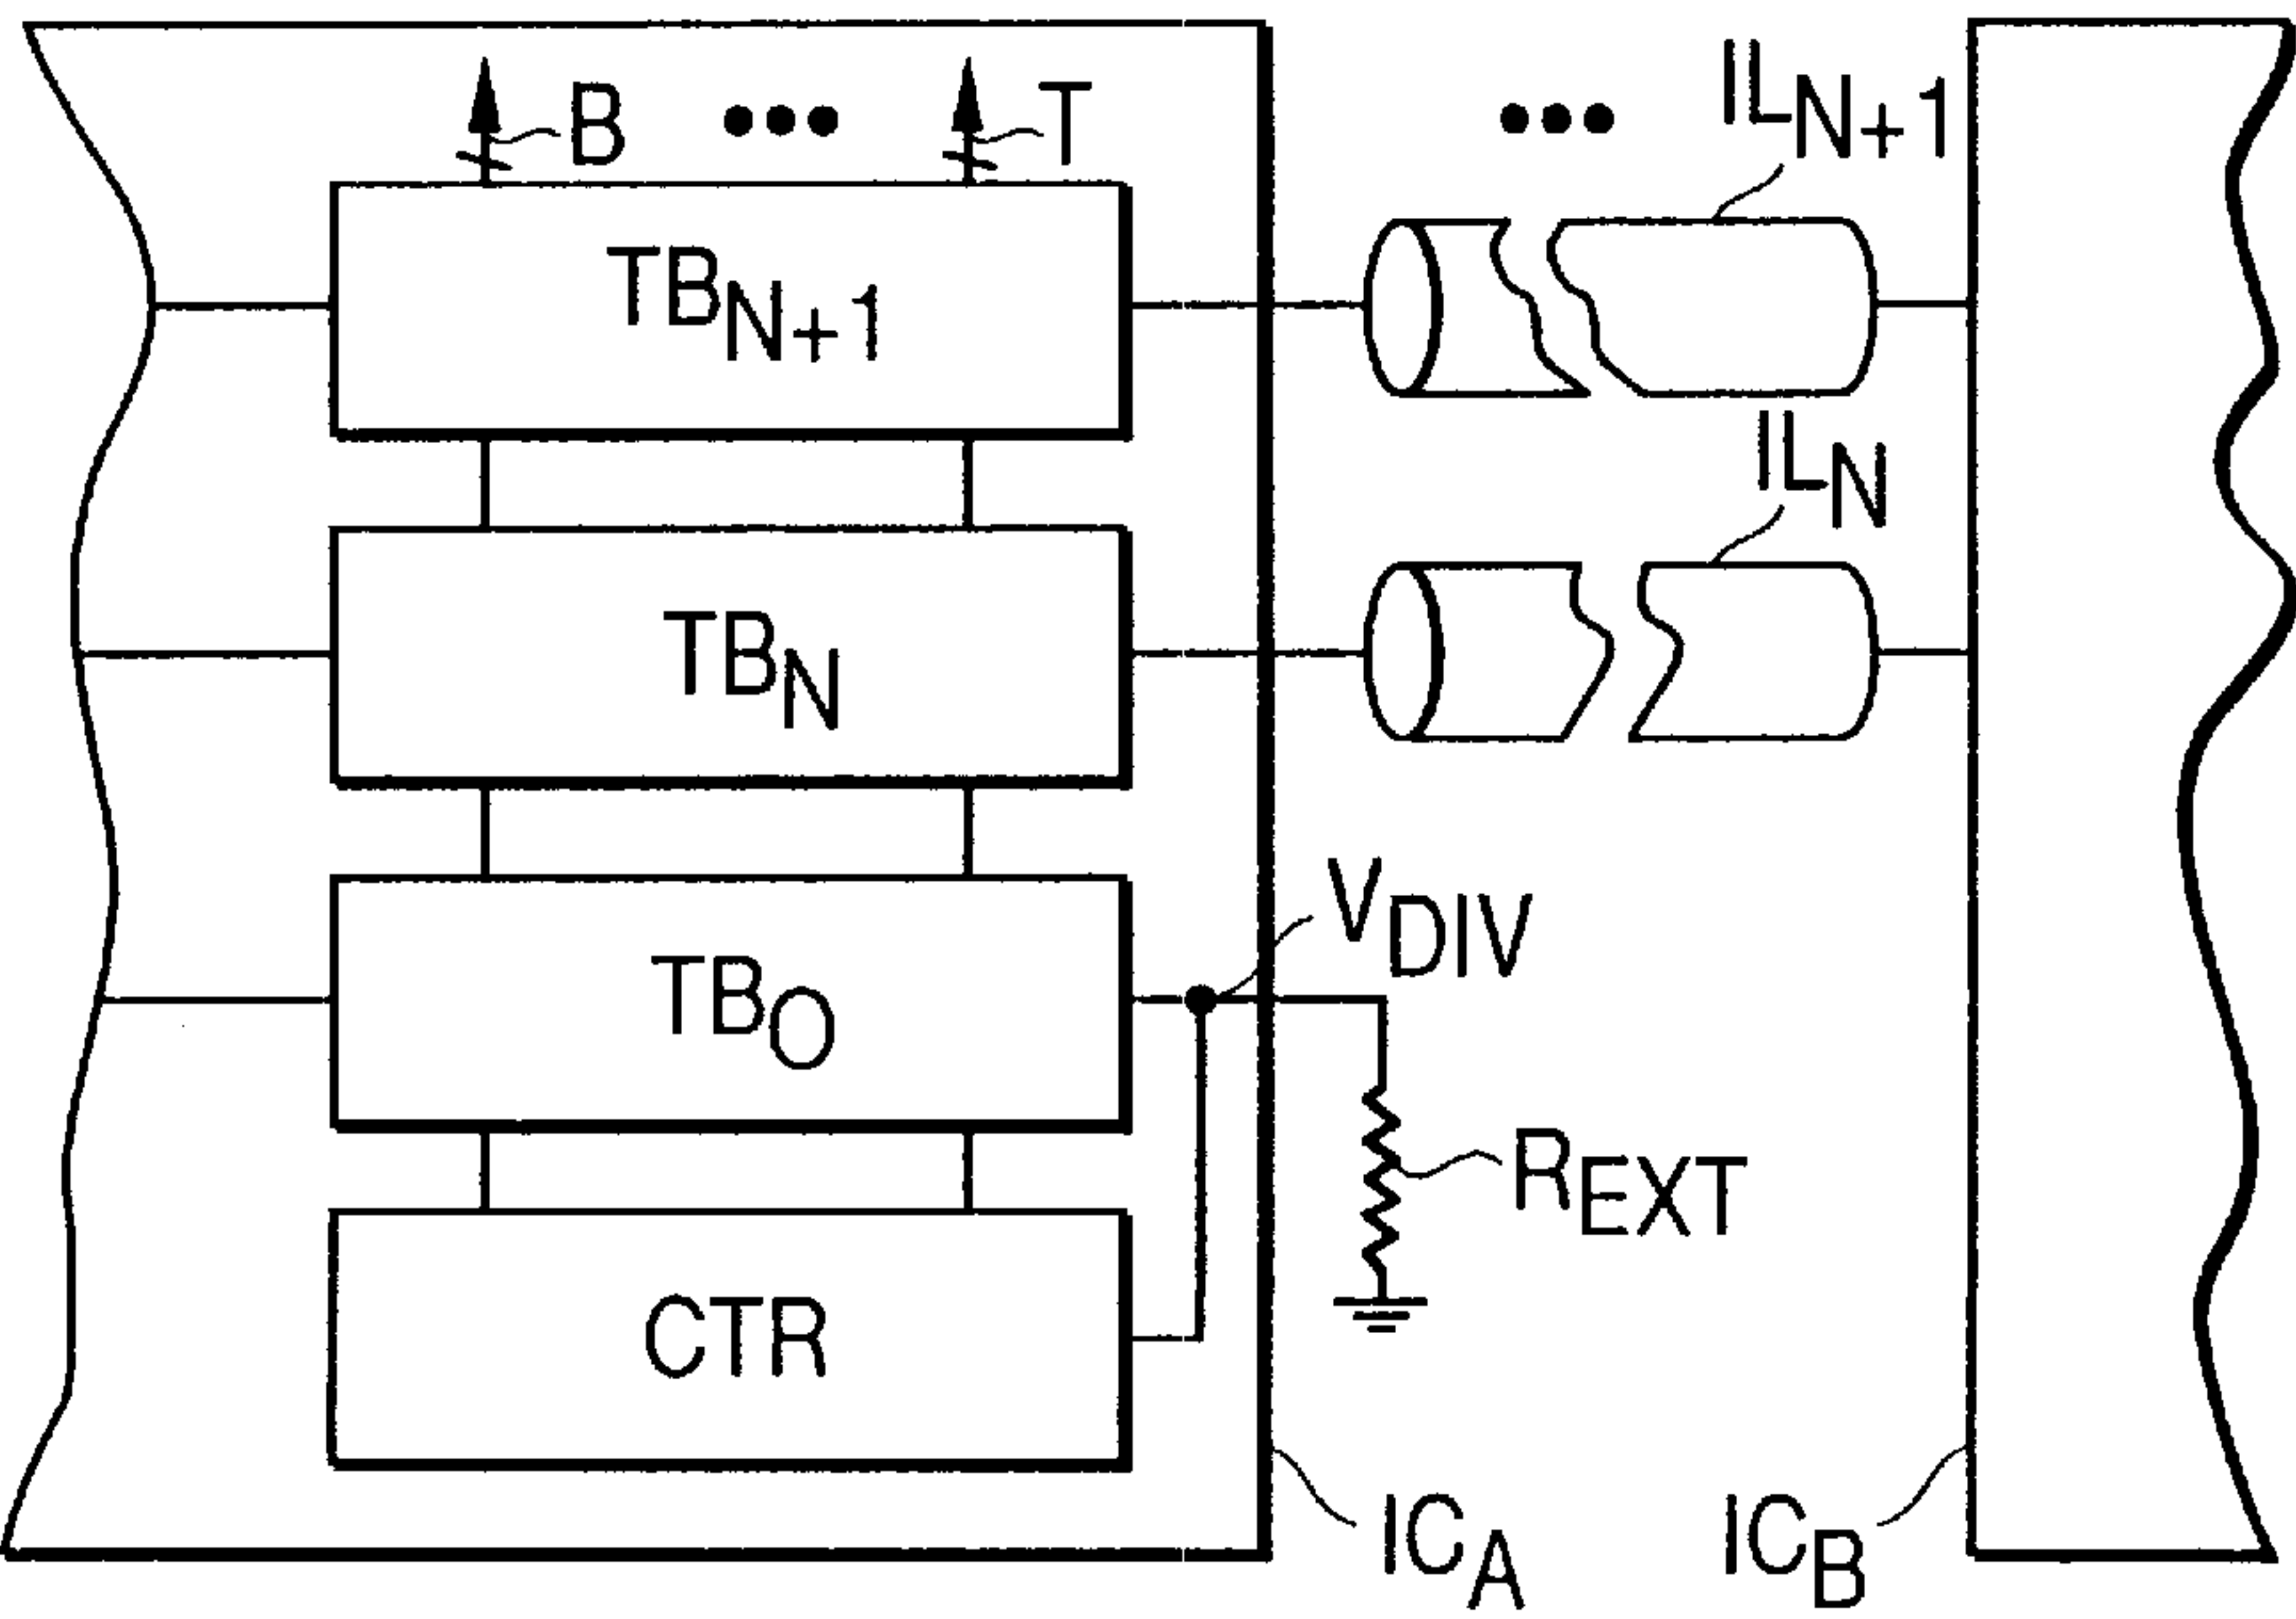 B ●●● T ●●● IL_N+1
TB_N+1
IL_N
TB_N
V_DIV
TB_O
R_EXT
CTR
IC_A IC_B